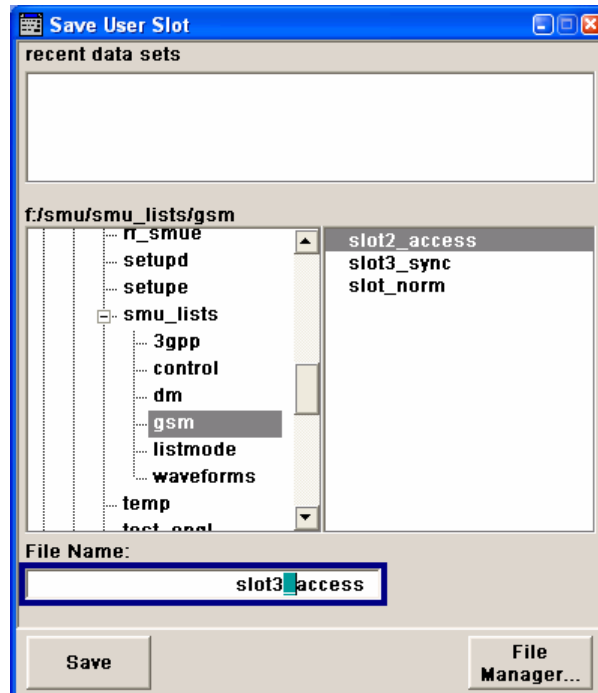 Save User Slot
recent data sets
f:/smu/smu_lists/gsm
rr_smue
setupd
setupe
smu_lists
3gpp
control
dm
gsm
listmode
waveforms
temp
slot2_access
slot3_sync
slot_norm
File Name:
slot3_access
Save
File
Manager...